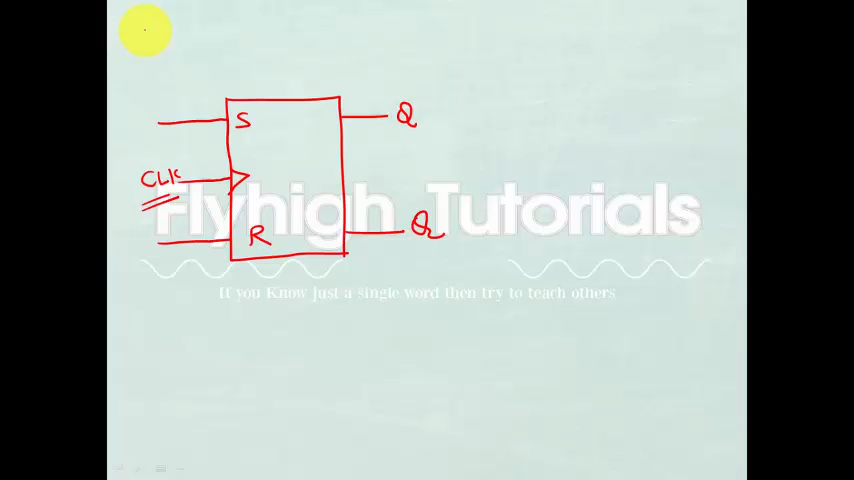 S
Q
CLK
Flyhigh Tutorials
R
Q
If you Know just a single word then try to teach others